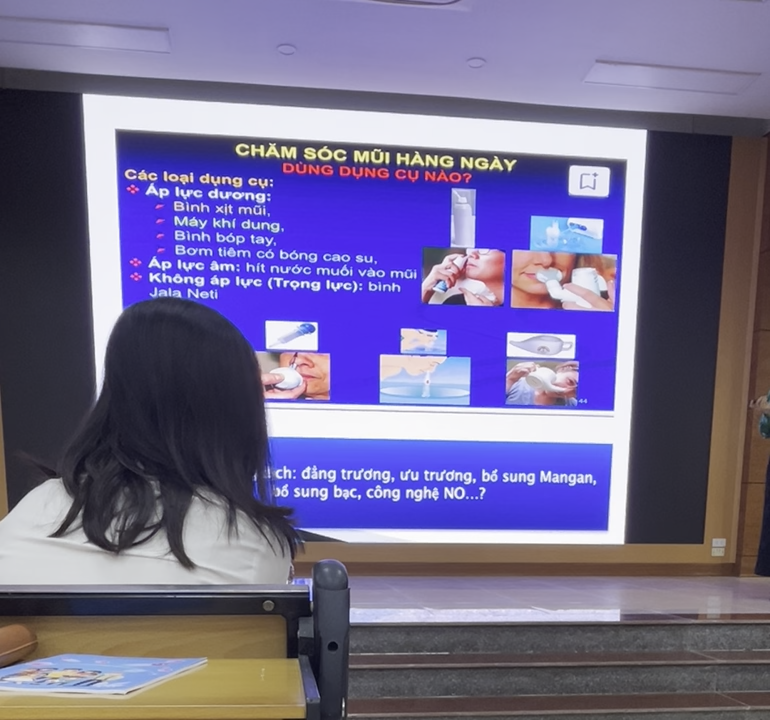 CHĂM SÓC MŨI HÀNG NGÀY
DÙNG DỤNG CỤ NÀO?
Các loại dụng cụ:
Áp lực dương:
Bình xịt mũi,
Máy khí dung,
Bình bóp tay,
Bơm tiêm có bóng cao su,
Áp lực âm: hít nước muối vào mũi
Không áp lực (Trọng lực): bình
Jala Neti
44
ch: đẳng trương, ưu trương, bổ sung Mangan,
bổ sung bạc, công nghệ NO...?